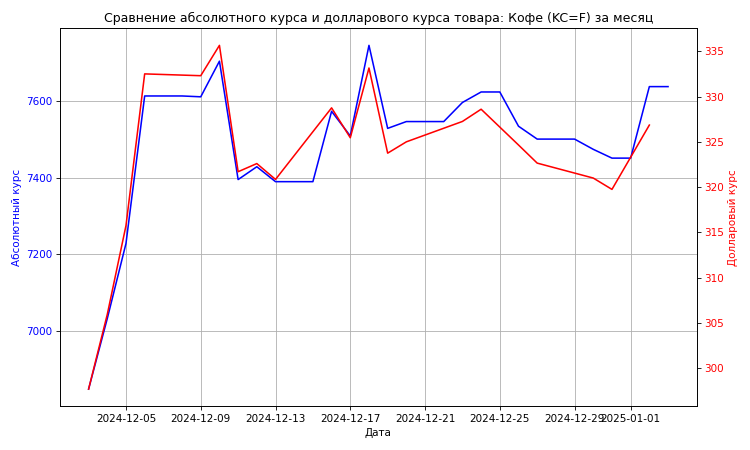 Сравнение абсолютного курса и долларового курса товара: Кофе (KC=F) за месяц
Абсолютный курс
7600
7400
7200
7000
335
330
325
320
315
310
305
300
Долларовый курс
2024-12-05 2024-12-09 2024-12-13 2024-12-17 2024-12-21 2024-12-25 2024-12-29 2025-01-01
Дата